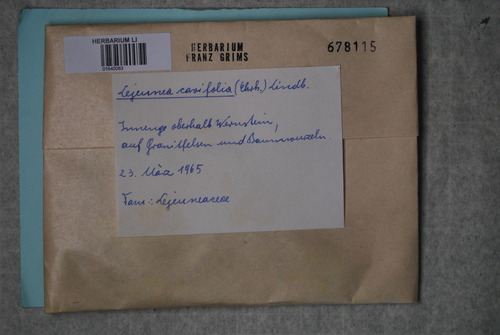 HERBARIUM LI
HERBARIUM
FRANZ GRIMS
678115
Lejeunea cavifolia (Ehrh.) Lindb.
Innenge oberhalb Wernstein,
auf Granitfelsen und Baumwurzeln.
23. März 1965
Fam.: Lejeuneaceae